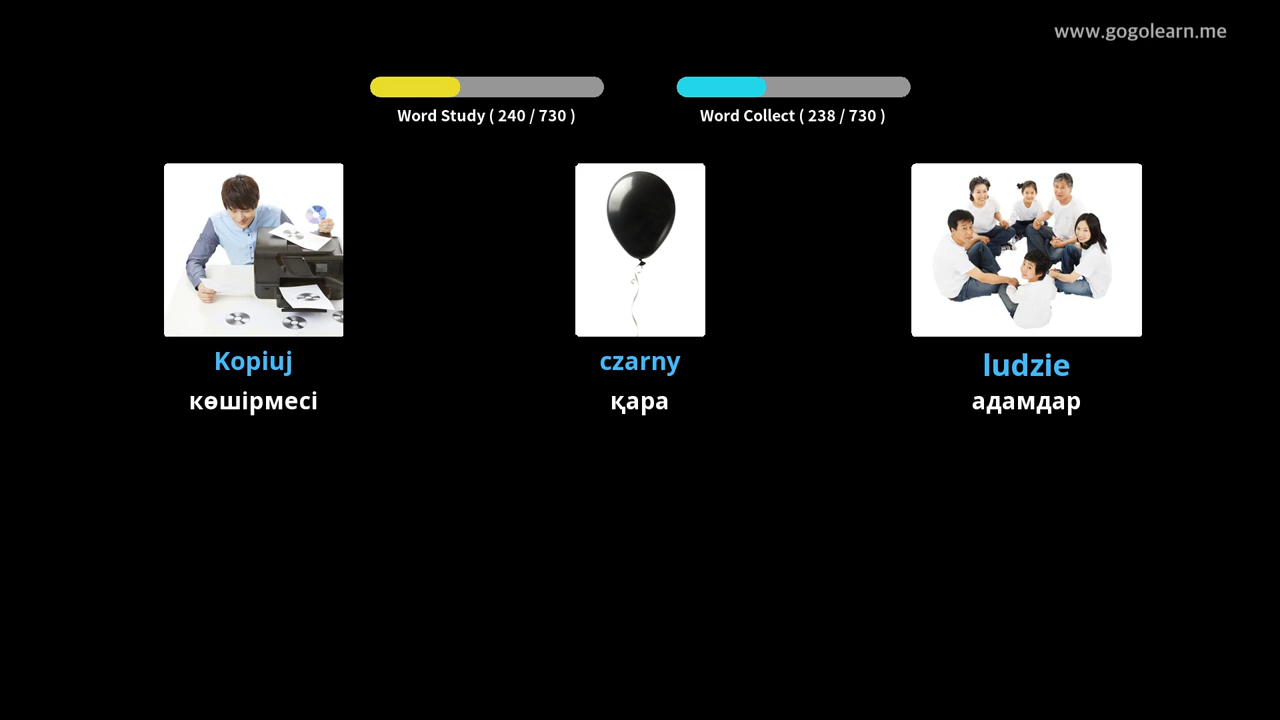 www.gogolearn.me
Word Study ( 240 / 730 )
Word Collect ( 238 / 730 )
Kopiuj
көшірмесі
czarny
қара
ludzie
адамдар